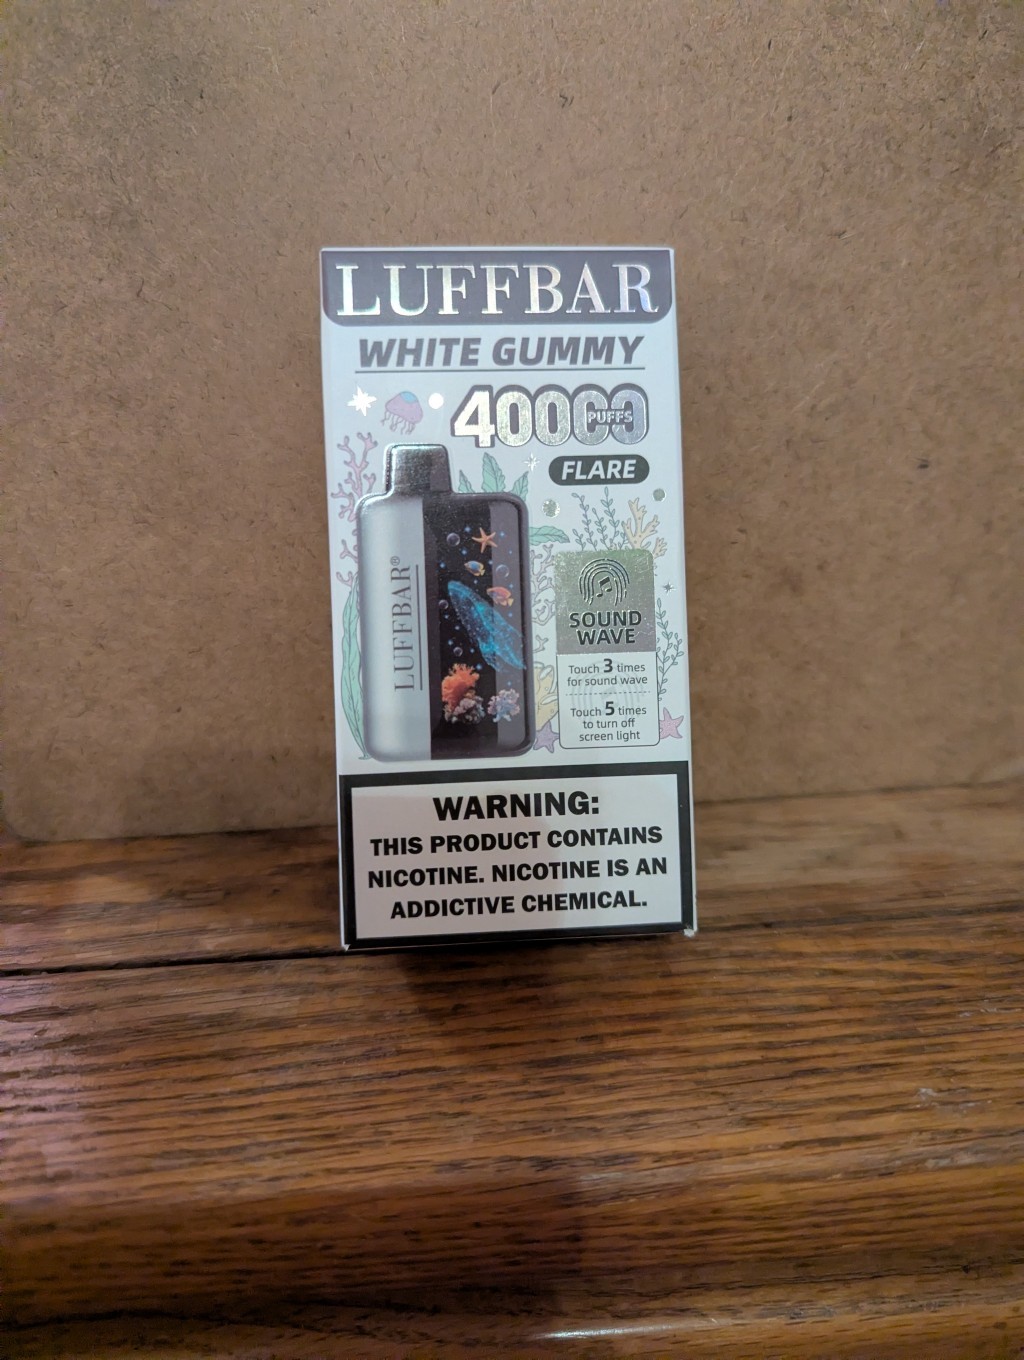 LUFFBAR
WHITE GUMMY
40000
PUFFS
FLARE
LUFFBAR®
SOUND
WAVE
Touch 3 times
for sound wave
Touch 5 times
to turn off
screen light
WARNING:
THIS PRODUCT CONTAINS
NICOTINE. NICOTINE IS AN
ADDICTIVE CHEMICAL.